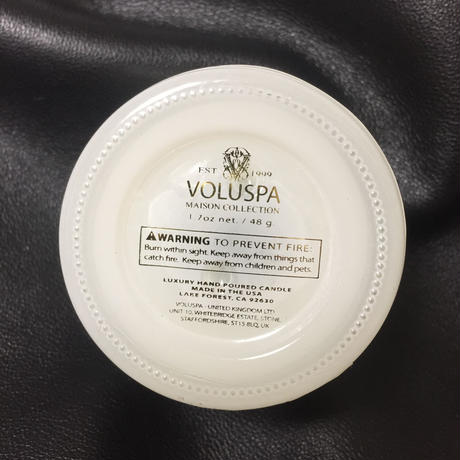 EST 1999
VOLUSPA
MAISON COLLECTION
1.7oz net. / 48 g
WARNING TO PREVENT FIRE:
Burn within sight. Keep away from things that
catch fire. Keep away from children and pets.
LUXURY HAND POURED CANDLE
MADE IN THE USA
LAKE FOREST, CA 92630
VOLUSPA - UNITED KINGDOM LTD
UNIT 10, WHITEBRIDGE ESTATE, STONE,
STAFFORDSHIRE, ST15 8LQ, UK